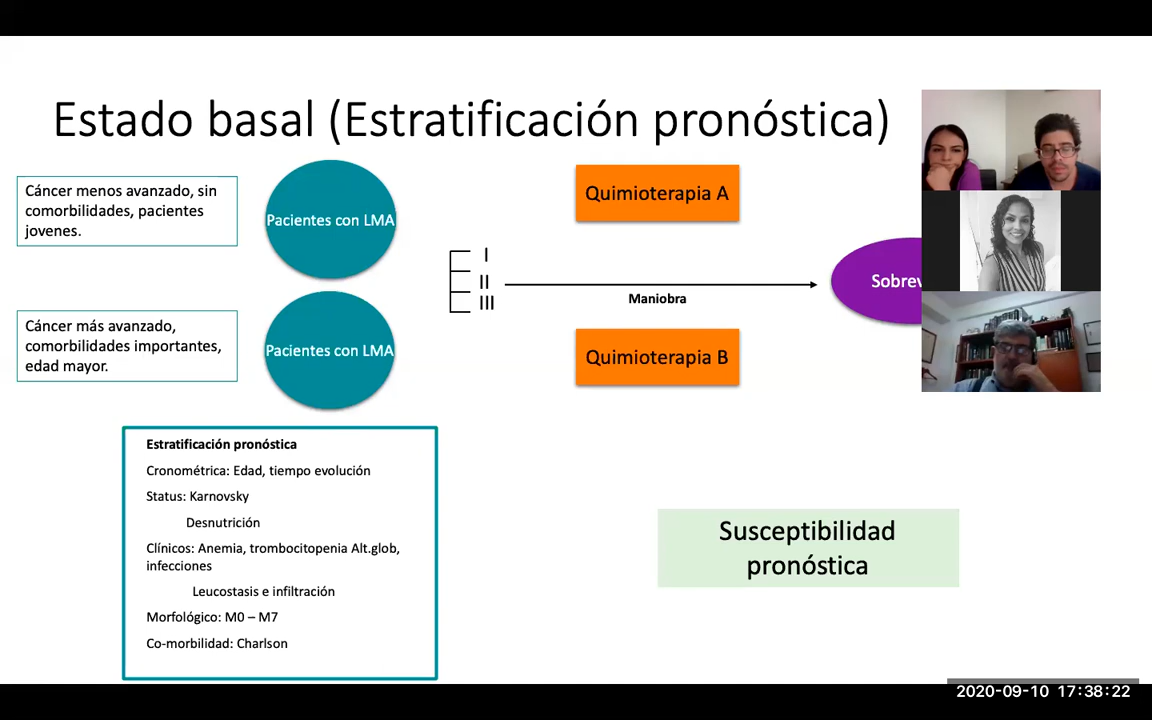 Estado basal (Estratificación pronóstica)
Cáncer menos avanzado, sin
comorbilidades, pacientes
jovenes.
Pacientes con LMA
Quimioterapia A
I
II
III
Maniobra
Sobrev
Cáncer más avanzado,
comorbilidades importantes,
edad mayor.
Pacientes con LMA
Quimioterapia B
Estratificación pronóstica
Cronométrica: Edad, tiempo evolución
Status: Karnovsky
Desnutrición
Clínicos: Anemia, trombocitopenia Alt.glob,
infecciones
Leucostasis e infiltración
Morfológico: M0 – M7
Co-morbilidad: Charlson
Susceptibilidad
pronóstica
2020-09-10 17:38:22